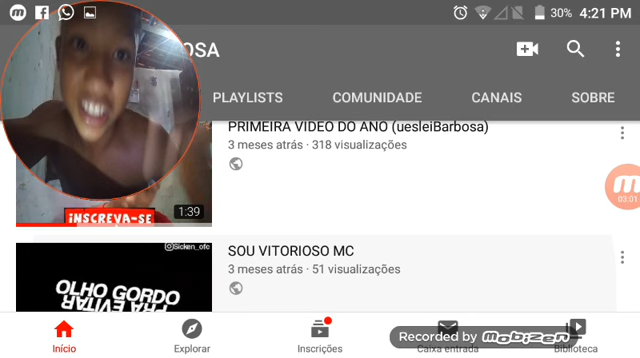 30% 4:21 PM
OSA
PLAYLISTS COMUNIDADE CANAIS SOBRE
PRIMEIRA VIDEO DO ANO (uesleiBarbosa)
3 meses atrás · 318 visualizações
INSCREVA-SE
1:39
03:01
@Sicken_ofc
OLHO GORDO
PRA EVITAR
SOU VITORIOSO MC
3 meses atrás · 51 visualizações
Início Explorar Inscrições Caixa entrada Biblioteca
Recorded by Mobizen